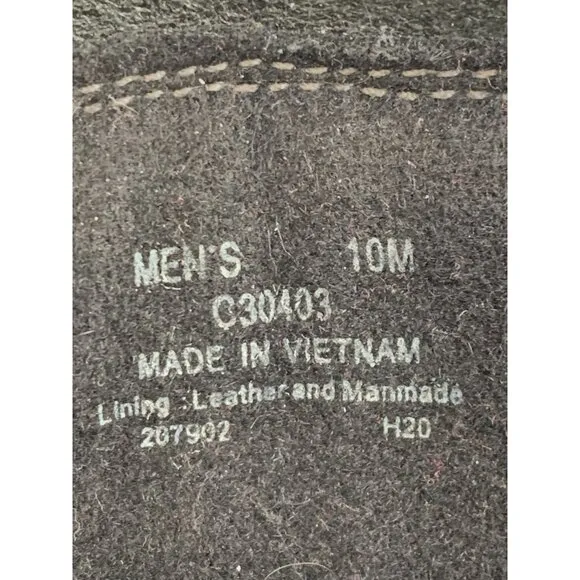 MEN'S 10M
C30403
MADE IN VIETNAM
Lining : Leather and Manmade
207902 H20